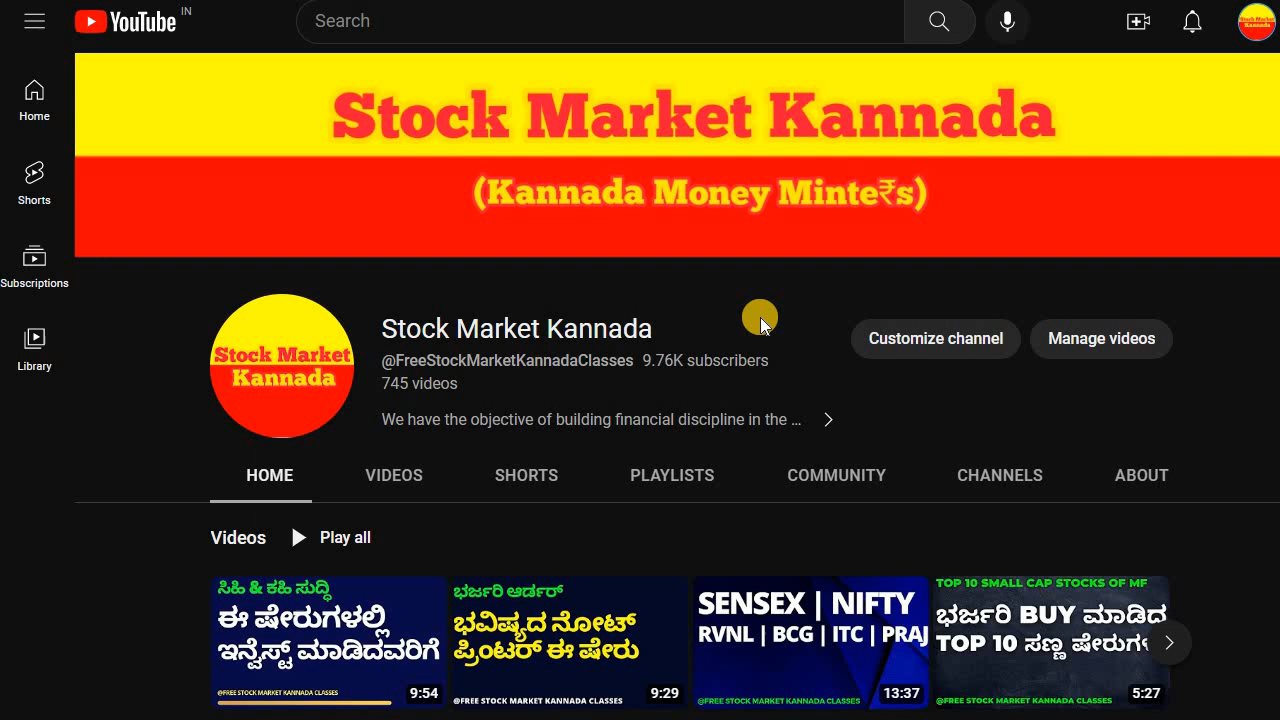 YouTube IN
Search
Home
Shorts
Subscriptions
Library
Stock Market Kannada
(Kannada Money Minte₹s)
Stock Market
Kannada
Stock Market Kannada
@FreeStockMarketKannadaClasses 9.76K subscribers
745 videos
We have the objective of building financial discipline in the ...
Customize channel
Manage videos
HOME VIDEOS SHORTS PLAYLISTS COMMUNITY CHANNELS ABOUT
Videos Play all
ಸಿಹಿ & ಕಹಿ ಸುದ್ಧಿ
ಈ ಷೇರುಗಳಲ್ಲಿ
ಇನ್ವೆಸ್ಟ್ ಮಾಡಿದವರಿಗೆ
@FREE STOCK MARKET KANNADA CLASSES
9:54
ಭರ್ಜರಿ ಆರ್ಡರ್
ಭವಿಷ್ಯದ ನೋಟ್
ಪ್ರಿಂಟರ್ ಈ ಷೇರು
@FREE STOCK MARKET KANNADA CLASSES
9:29
SENSEX | NIFTY
RVNL | BCG | ITC | PRAJ
@FREE STOCK MARKET KANNADA CLASSES
13:37
TOP 10 SMALL CAP STOCKS OF MF
ಭರ್ಜರಿ BUY ಮಾಡಿದ
TOP 10 ಸಣ್ಣ
@FREE STOCK MARKET KANNADA CLASSES
5:27